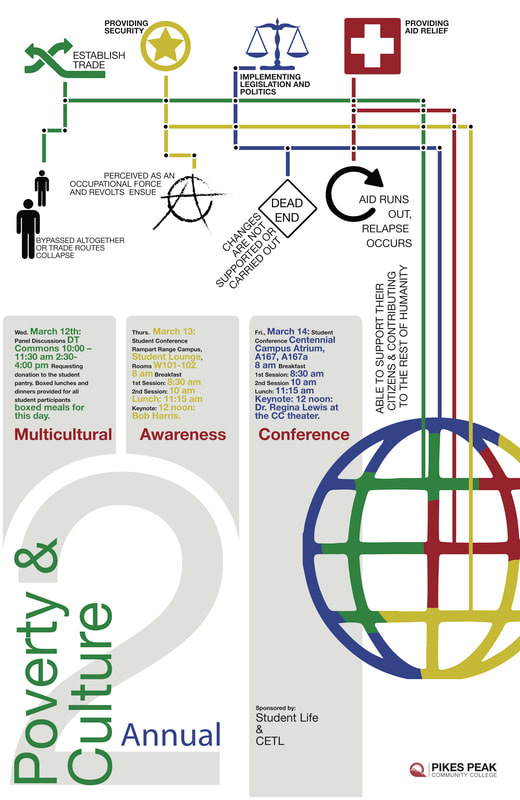 PROVIDING
SECURITY
PROVIDING
AID RELIEF
ESTABLISH
TRADE
IMPLEMENTING
LEGISLATION AND
POLITICS
PERCEIVED AS AN
OCCUPATIONAL FORCE
AND REVOLTS ENSUE
DEAD
END
AID RUNS
OUT,
RELAPSE
OCCURS
CHANGES
ARE NOT
SUPPORTED OR
CARRIED OUT
BYPASSED ALTOGETHER
OR TRADE ROUTES
COLLAPSE
ABLE TO SUPPORT THEIR
CITIZENS & CONTRIBUTING
TO THE REST OF HUMANITY
Wed. March 12th:
Panel Discussions DT
Commons 10:00 –
11:30 am 2:30-
4:00 pm Requesting
donation to the student
pantry. Boxed lunches and
dinners provided for all
student participants
boxed meals for
this day.
Thurs. March 13:
Student Conference
Rampart Range Campus,
Student Lounge,
Rooms W101-102
8 am Breakfast
1st Session: 8:30 am
2nd Session: 10 am
Lunch: 11:15 am
Keynote: 12 noon:
Bob Harris.
Fri., March 14: Student
Conference Centennial
Campus Atrium,
A167, A167a
8 am Breakfast
1st Session: 8:30 am
2nd Session: 10 am
Lunch: 11:15 am
Keynote: 12 noon:
Dr. Regina Lewis at
the CC theater.
Multicultural Awareness Conference
2
Poverty &
Culture
Annual
Sponsored by:
Student Life
&
CETL
PIKES PEAK
COMMUNITY COLLEGE